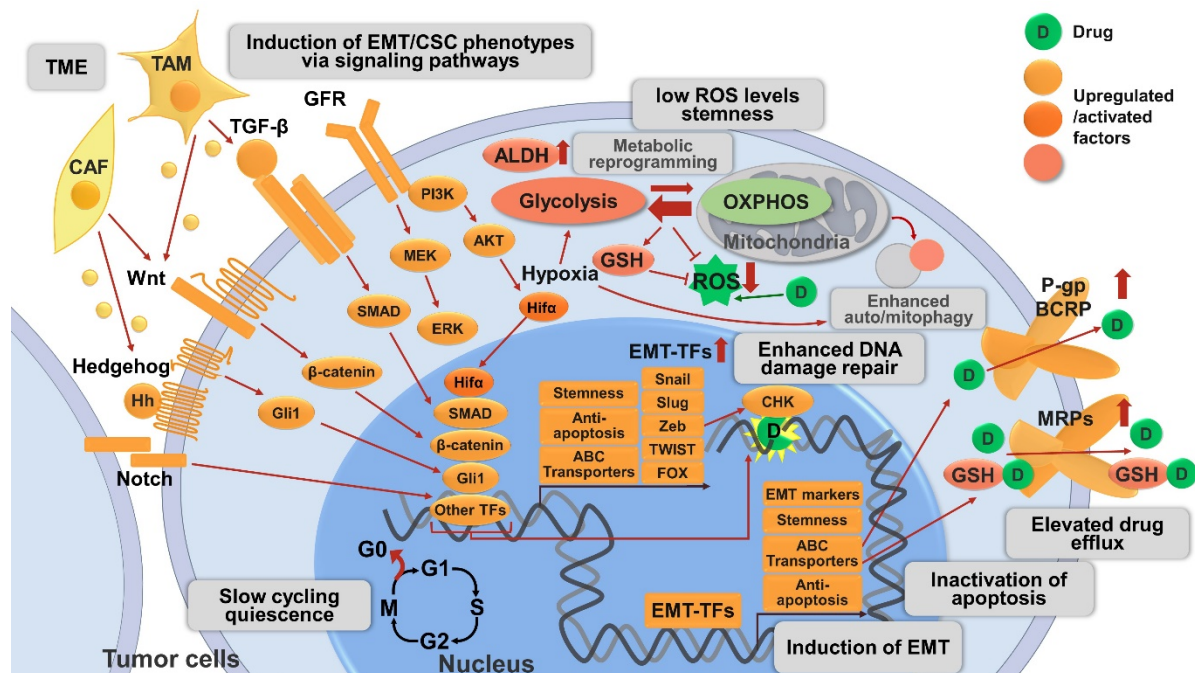 TME
TAM
Induction of EMT/CSC phenotypes
via signaling pathways
GFR
TGF-β
CAF
Wnt
Hedgehog
Hh
Notch
low ROS levels
stemness
D
Drug
Upregulated
/activated
factors
ALDH
Metabolic
reprogramming
Glycolysis
OXPHOS
Mitochondria
PI3K
AKT
MEK
ERK
SMAD
Hypoxia
GSH
ROS
D
Hifα
Enhanced
auto/mitophagy
β-catenin
Gli1
Hifα
SMAD
β-catenin
Gli1
Other TFs
EMT-TFs
Stemness
Anti-
apoptosis
ABC
Transporters
Snail
Slug
Zeb
TWIST
FOX
Enhanced DNA
damage repair
CHK
D
P-gp
BCRP
D
D
MRPs
D
D
GSH
D
GSH
D
Elevated drug
efflux
EMT markers
Stemness
ABC
Transporters
Anti-
apoptosis
Inactivation of
apoptosis
EMT-TFs
Induction of EMT
Slow cycling
quiescence
G0
G1
S
G2
M
Tumor cells
Nucleus